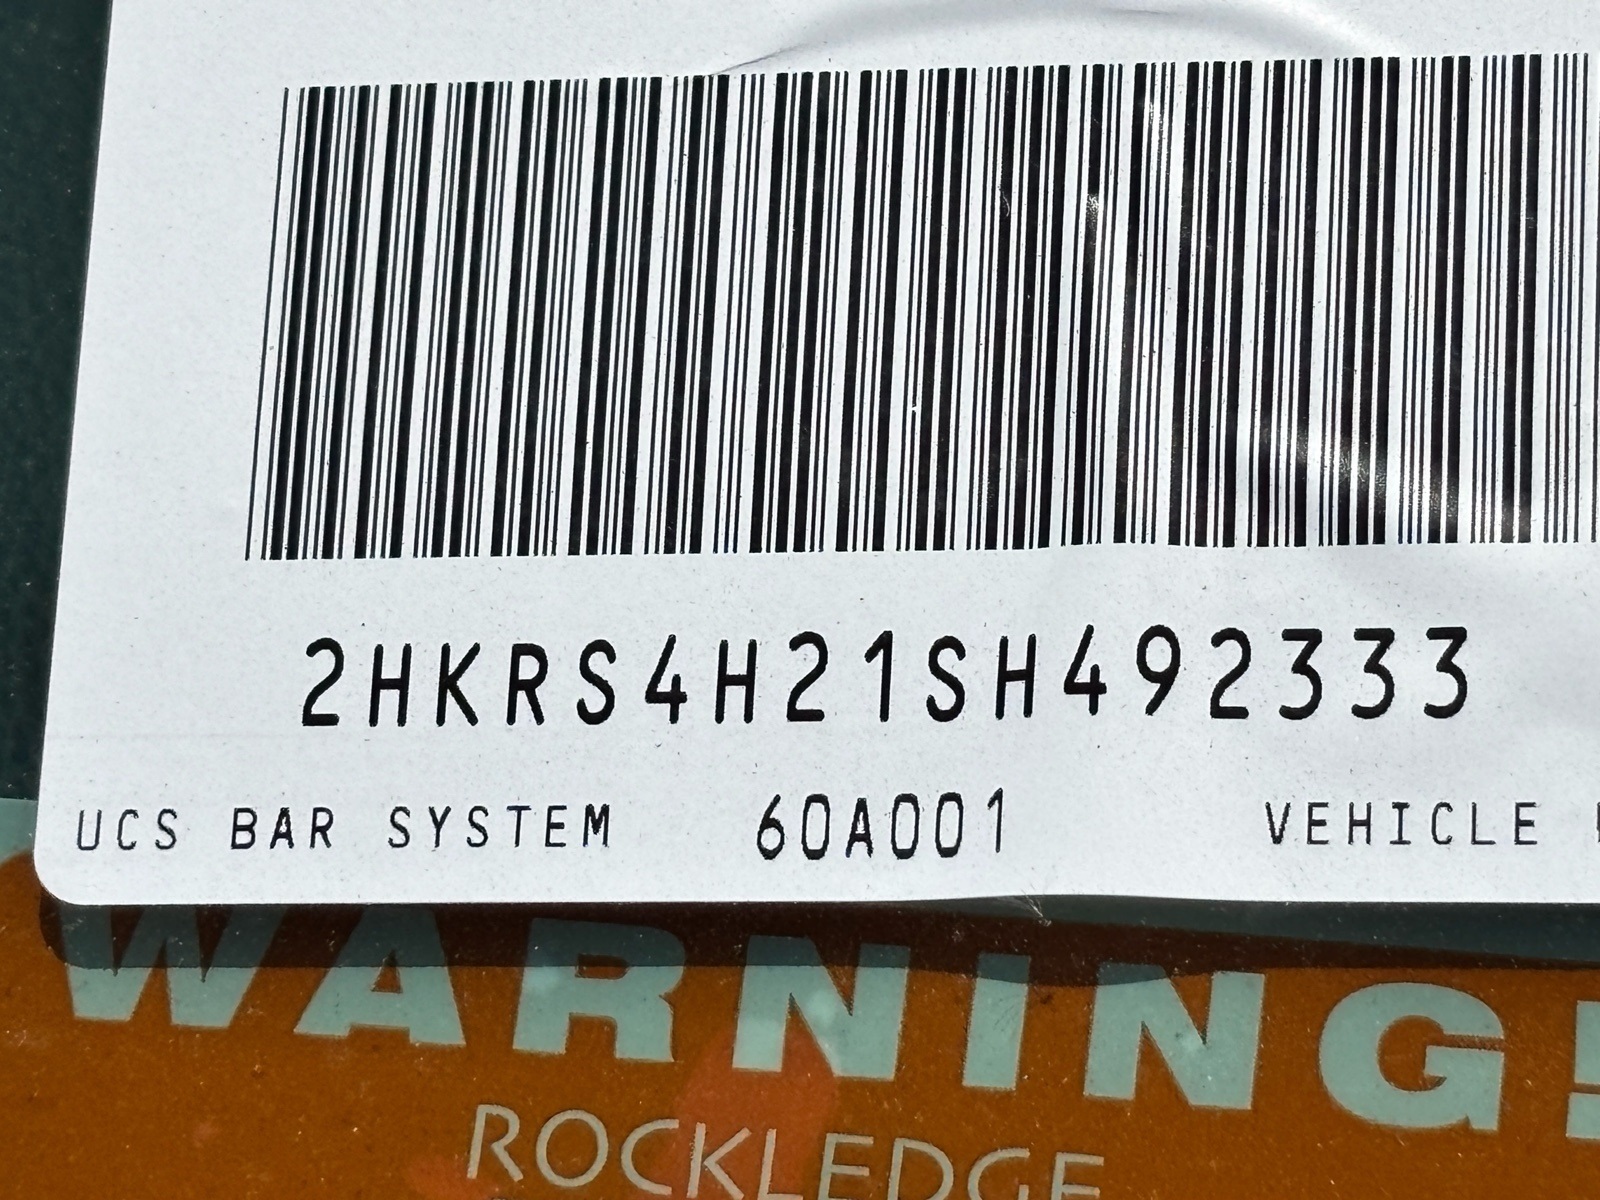 2HKRS4H21SH492333
UCS BAR SYSTEM 60A001 VEHICLE
WARNING!
ROCKLEDGE